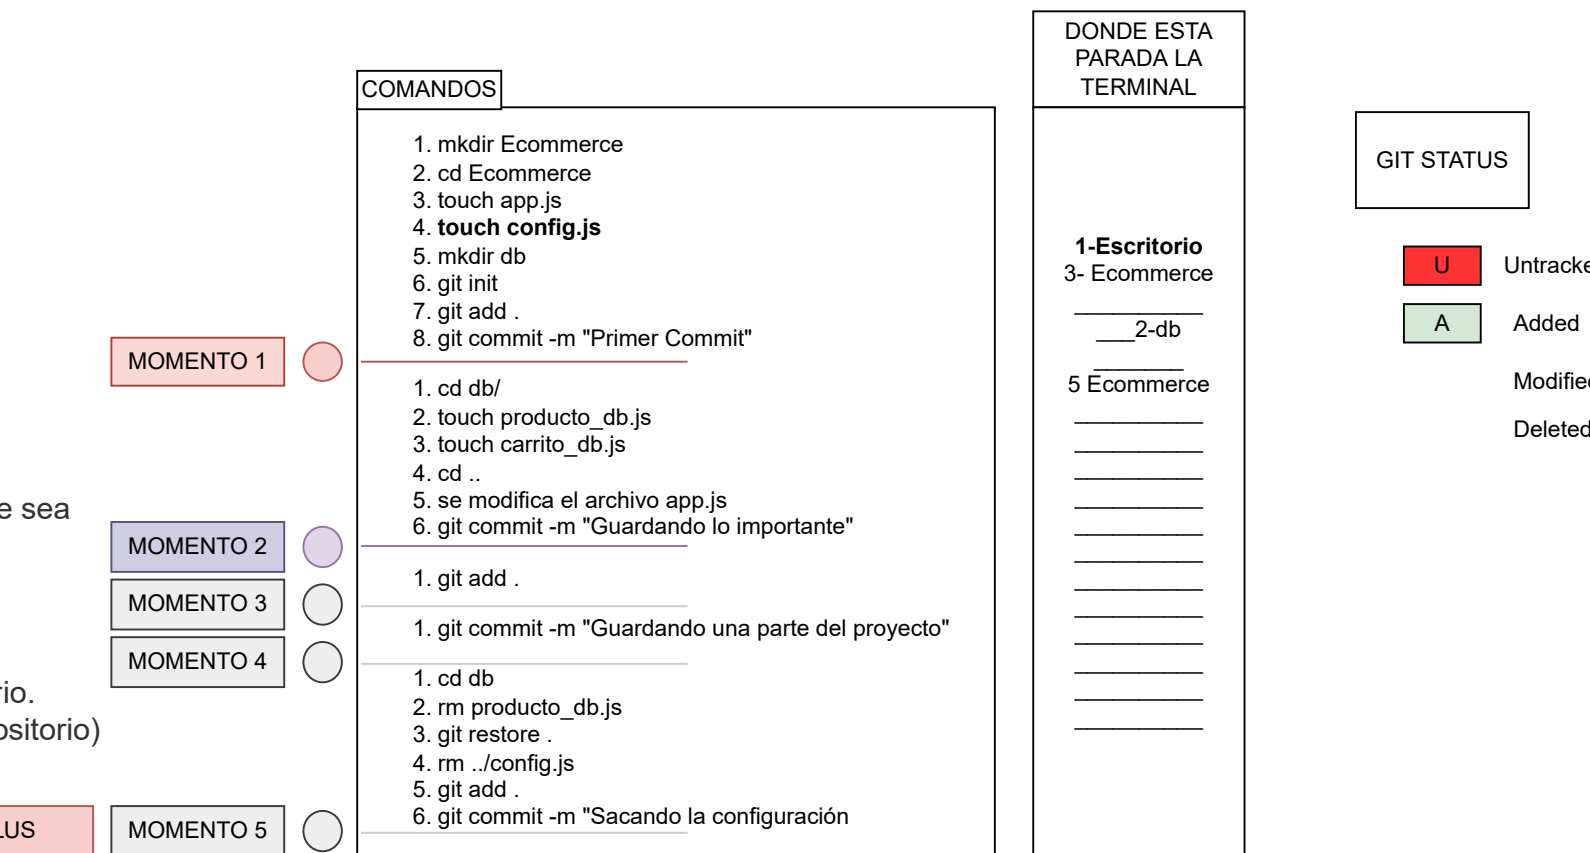 COMANDOS
1. mkdir Ecommerce
2. cd Ecommerce
3. touch app.js
4. touch config.js
5. mkdir db
6. git init
7. git add .
8. git commit -m "Primer Commit"
MOMENTO 1
1. cd db/
2. touch producto_db.js
3. touch carrito_db.js
4. cd ..
5. se modifica el archivo app.js
6. git commit -m "Guardando lo importante"
e sea
MOMENTO 2
1. git add .
MOMENTO 3
1. git commit -m "Guardando una parte del proyecto"
MOMENTO 4
rio.
ositorio)
1. cd db
2. rm producto_db.js
3. git restore .
4. rm ../config.js
5. git add .
6. git commit -m "Sacando la configuración
LUS
MOMENTO 5
DONDE ESTA
PARADA LA
TERMINAL
1-Escritorio
3- Ecommerce
___2-db
5 Ecommerce
GIT STATUS
U Untracke
A Added
Modified
Deleted